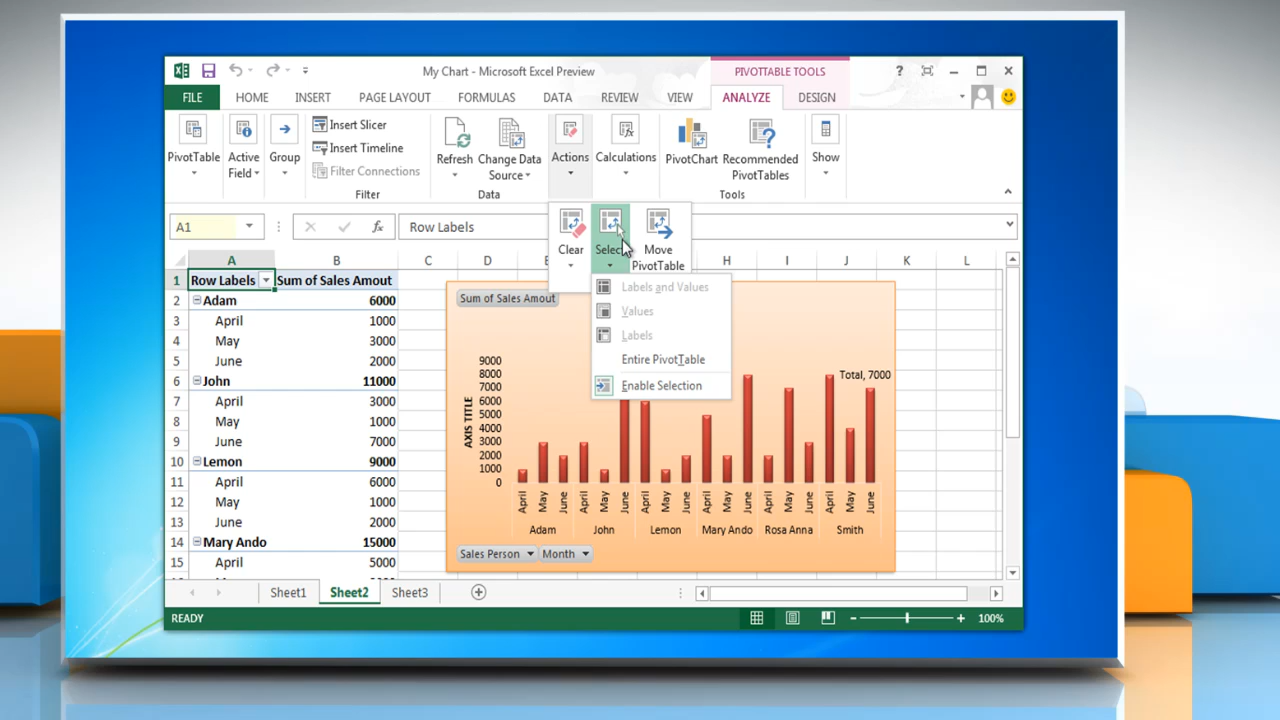 My Chart - Microsoft Excel Preview
PIVOTTABLE TOOLS
?
FILE HOME INSERT PAGE LAYOUT FORMULAS DATA REVIEW VIEW ANALYZE DESIGN
PivotTable
Active Field
Group
Insert Slicer
Insert Timeline
Filter Connections
Filter
Refresh
Change Data Source
Data
Actions
Calculations
PivotChart
Recommended PivotTables
Tools
Show
A1
fx
Row Labels
Clear
Select
Move PivotTable
Labels and Values
Values
Labels
Entire PivotTable
Enable Selection
A B C D E H I J K L
1 Row Labels Sum of Sales Amout
2 Adam 6000
3 April 1000
4 May 3000
5 June 2000
6 John 11000
7 April 3000
8 May 1000
9 June 7000
10 Lemon 9000
11 April 6000
12 May 1000
13 June 2000
14 Mary Ando 15000
15 April 5000
Sum of Sales Amout
AXIS TITLE
9000
8000
7000
6000
5000
4000
3000
2000
1000
0
Total, 7000
April May June April May June April May June April May June April May June April May June
Adam John Lemon Mary Ando Rosa Anna Smith
Sales Person Month
Sheet1 Sheet2 Sheet3
READY
100%